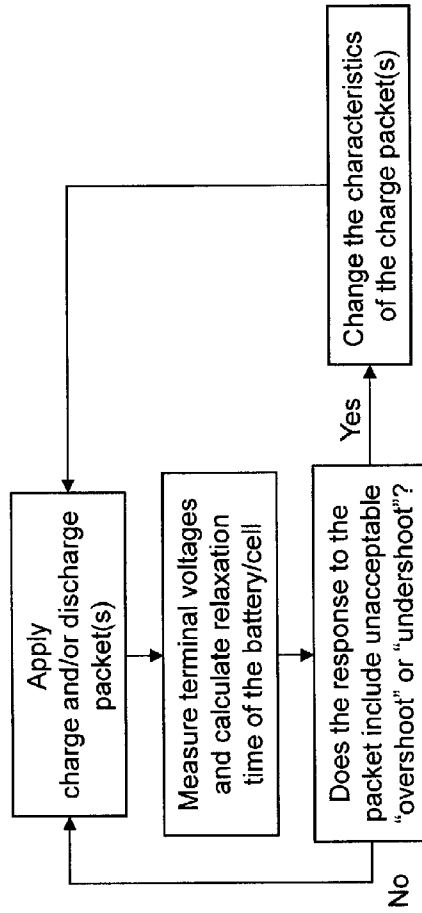 Apply
charge and/or discharge
packet(s)
Measure terminal voltages
and calculate relaxation
time of the battery/cell
Does the response to the
packet include unacceptable
“overshoot” or “undershoot”?
No
Yes
Change the characteristics
of the charge packet(s)